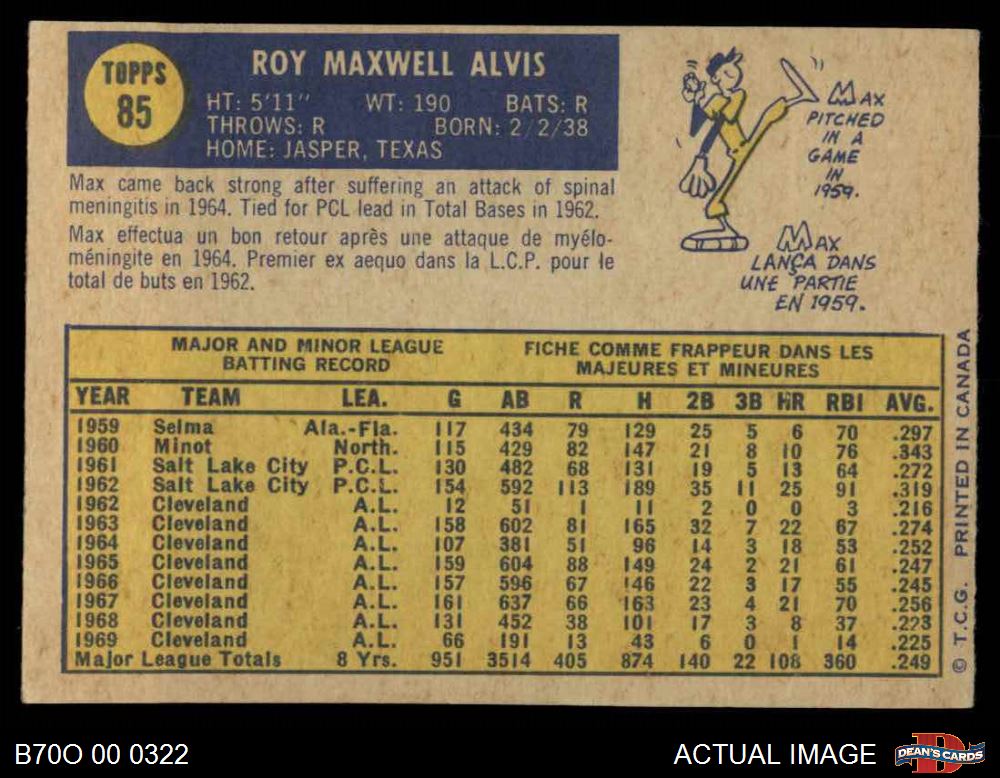 TOPPS
85
ROY MAXWELL ALVIS
HT: 5'11" WT: 190 BATS: R
THROWS: R BORN: 2/2/38
HOME: JASPER, TEXAS
Max came back strong after suffering an attack of spinal
meningitis in 1964. Tied for PCL lead in Total Bases in 1962.
Max effectua un bon retour après une attaque de myélo-
méningite en 1964. Premier ex aequo dans la L.C.P. pour le
total de buts en 1962.
MAX
PITCHED
IN A
GAME
IN
1959.
MAX
LANÇA DANS
UNE PARTIE
EN 1959.
MAJOR AND MINOR LEAGUE
BATTING RECORD
FICHE COMME FRAPPEUR DANS LES
MAJEURES ET MINEURES
YEAR TEAM LEA. G AB R H 2B 3B HR RBI AVG.
1959 Selma Ala.-Fla. 117 434 79 129 25 5 6 70 .297
1960 Minot North. 115 429 82 147 21 8 10 76 .343
1961 Salt Lake City P.C.L. 130 482 68 131 19 5 13 64 .272
1962 Salt Lake City P.C.L. 154 592 113 189 35 11 25 91 .319
1962 Cleveland A.L. 12 51 1 11 2 0 0 3 .216
1963 Cleveland A.L. 158 602 81 165 32 7 22 67 .274
1964 Cleveland A.L. 107 381 51 96 14 3 18 53 .252
1965 Cleveland A.L. 159 604 88 149 24 2 21 61 .247
1966 Cleveland A.L. 157 596 67 146 22 3 17 55 .245
1967 Cleveland A.L. 161 637 66 163 23 4 21 70 .256
1968 Cleveland A.L. 131 452 38 101 17 3 8 37 .223
1969 Cleveland A.L. 66 191 13 43 6 0 1 14 .225
Major League Totals 8 Yrs. 951 3514 405 874 140 22 108 360 .249
© T.C.G. PRINTED IN CANADA
B70O 00 0322
ACTUAL IMAGE
DEAN'S CARDS